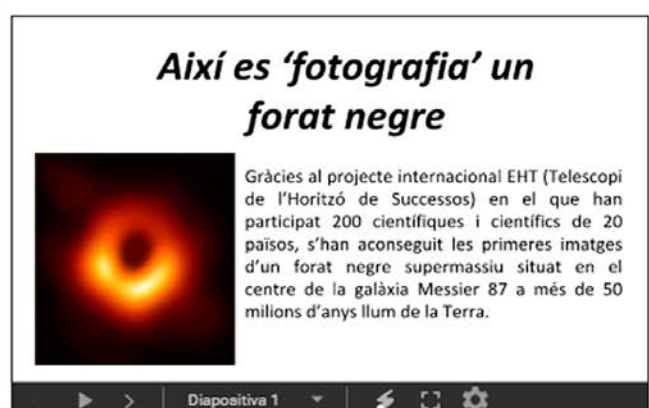 Així es ‘fotografia’ un
forat negre
Gràcies al projecte internacional EHT (Telescopi
de l’Horitzó de Successos) en el que han
participat 200 científiques i científics de 20
països, s’han aconseguit les primeres imatges
d’un forat negre supermassiu situat en el
centre de la galàxia Messier 87 a més de 50
milions d’anys llum de la Terra.
Diapositiva 1